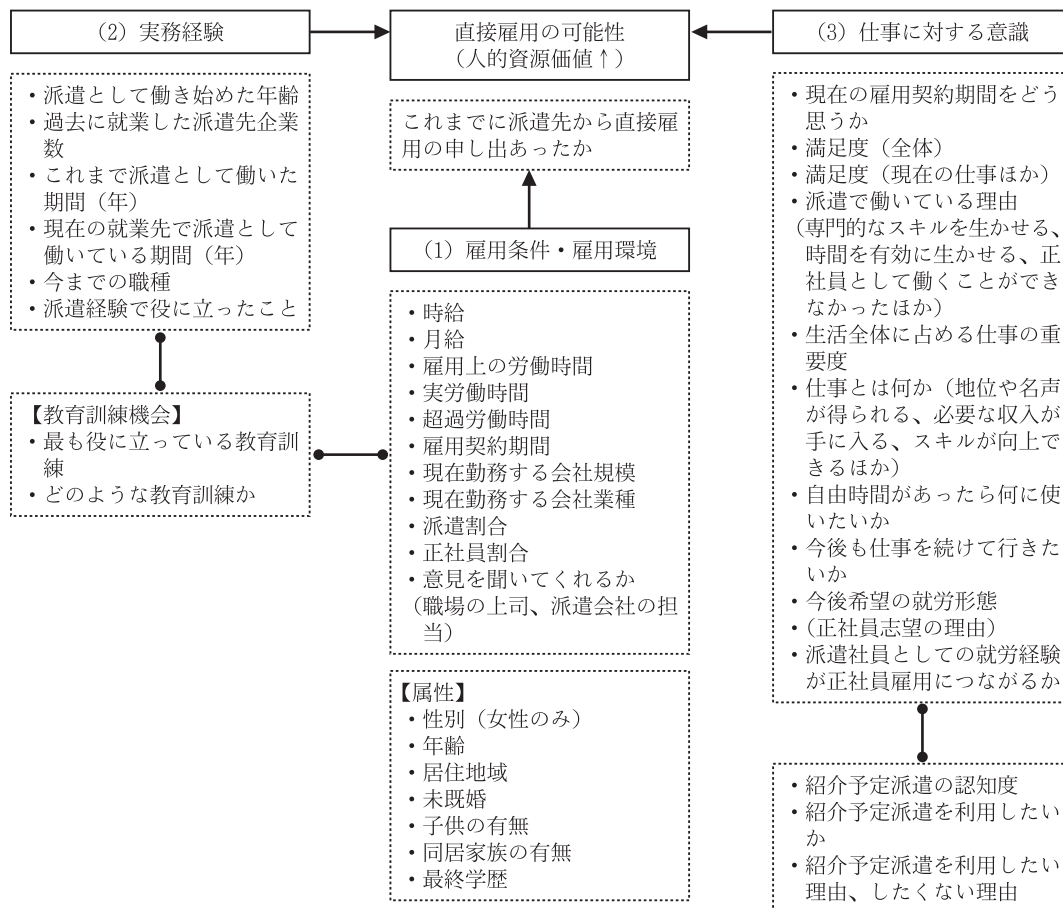 (2) 実務経験
・派遣として働き始めた年齢
・過去に就業した派遣先企業
数
・これまで派遣として働いた
期間（年）
・現在の就業先で派遣として
働いている期間（年）
・今までの職種
・派遣経験で役に立ったこと
【教育訓練機会】
・最も役に立っている教育訓
練
・どのような教育訓練か
直接雇用の可能性
（人的資源価値↑）
これまでに派遣先から直接雇
用の申し出あったか
(1) 雇用条件・雇用環境
・時給
・月給
・雇用上の労働時間
・実労働時間
・超過労働時間
・雇用契約期間
・現在勤務する会社規模
・現在勤務する会社業種
・派遣割合
・正社員割合
・意見を聞いてくれるか
（職場の上司、派遣会社の担
当）
【属性】
・性別（女性のみ）
・年齢
・居住地域
・未既婚
・子供の有無
・同居家族の有無
・最終学歴
(3) 仕事に対する意識
・現在の雇用契約期間をどう
思うか
・満足度（全体）
・満足度（現在の仕事ほか）
・派遣で働いている理由
（専門的なスキルを生かせる、
時間を有効に生かせる、正
社員として働くことができ
なかったほか）
・生活全体に占める仕事の重
要度
・仕事とは何か（地位や名声
が得られる、必要な収入が
手に入る、スキルが向上で
きるほか）
・自由時間があったら何に使
いたいか
・今後も仕事を続けて行きた
いか
・今後希望の就労形態
・（正社員志望の理由）
・派遣社員としての就労経験
が正社員雇用につながるか
・紹介予定派遣の認知度
・紹介予定派遣を利用したい
か
・紹介予定派遣を利用したい
理由、したくない理由